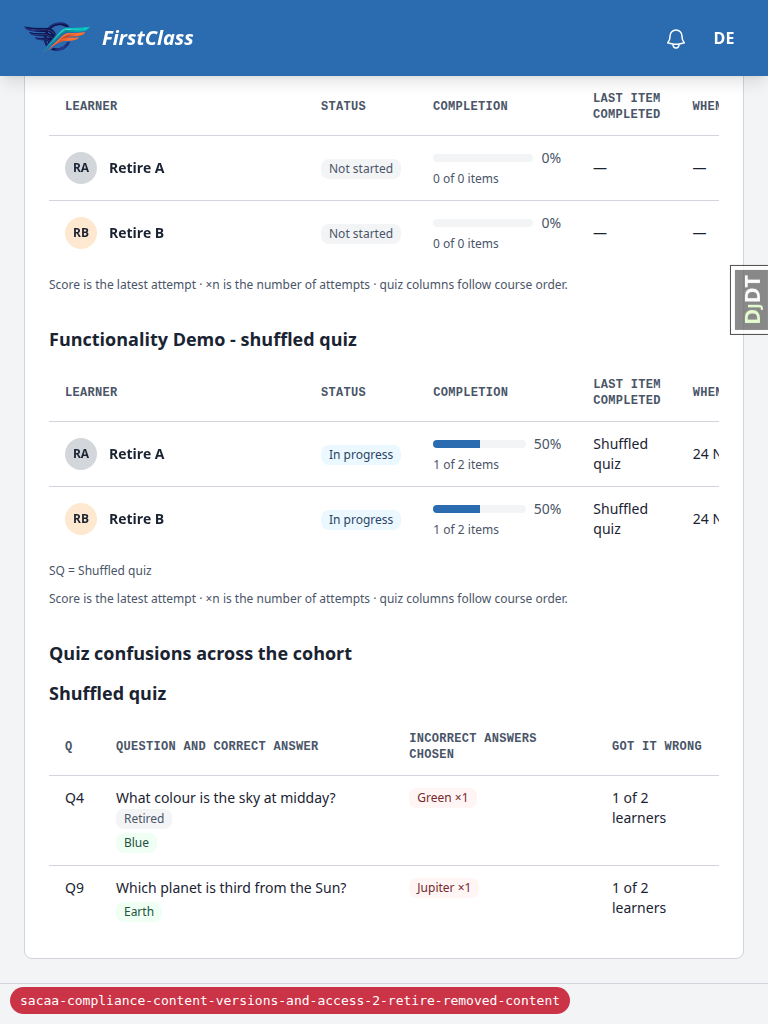 FirstClass
DE
LEARNER STATUS COMPLETION LAST ITEM COMPLETED WHEN
RA Retire A Not started 0% — —
0 of 0 items
RB Retire B Not started 0% — —
0 of 0 items
Score is the latest attempt · ×n is the number of attempts · quiz columns follow course order.
DjDT
Functionality Demo - shuffled quiz
LEARNER STATUS COMPLETION LAST ITEM COMPLETED WHEN
RA Retire A In progress 50% Shuffled quiz 24 N
1 of 2 items
RB Retire B In progress 50% Shuffled quiz 24 N
1 of 2 items
SQ = Shuffled quiz
Score is the latest attempt · ×n is the number of attempts · quiz columns follow course order.
Quiz confusions across the cohort
Shuffled quiz
Q QUESTION AND CORRECT ANSWER INCORRECT ANSWERS CHOSEN GOT IT WRONG
Q4 What colour is the sky at midday? Green ×1 1 of 2 learners
Retired
Blue
Q9 Which planet is third from the Sun? Jupiter ×1 1 of 2 learners
Earth
sacaa-compliance-content-versions-and-access-2-retire-removed-content